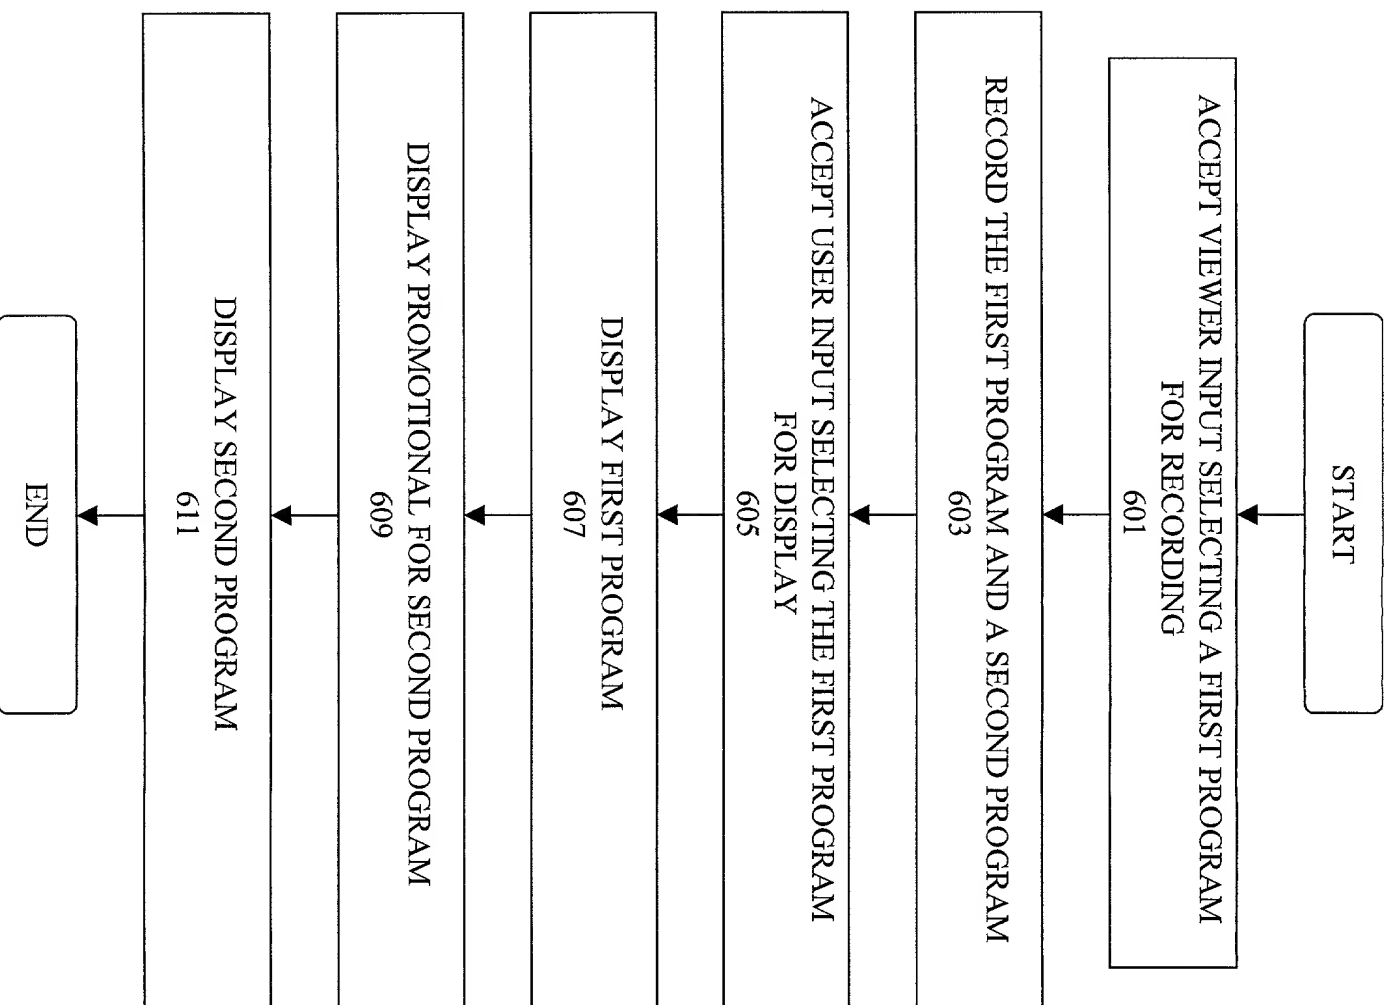 START
ACCEPT VIEWER INPUT SELECTING A FIRST PROGRAM
FOR RECORDING
601
RECORD THE FIRST PROGRAM AND A SECOND PROGRAM
603
ACCEPT USER INPUT SELECTING THE FIRST PROGRAM
FOR DISPLAY
605
DISPLAY FIRST PROGRAM
607
DISPLAY PROMOTIONAL FOR SECOND PROGRAM
609
DISPLAY SECOND PROGRAM
611
END